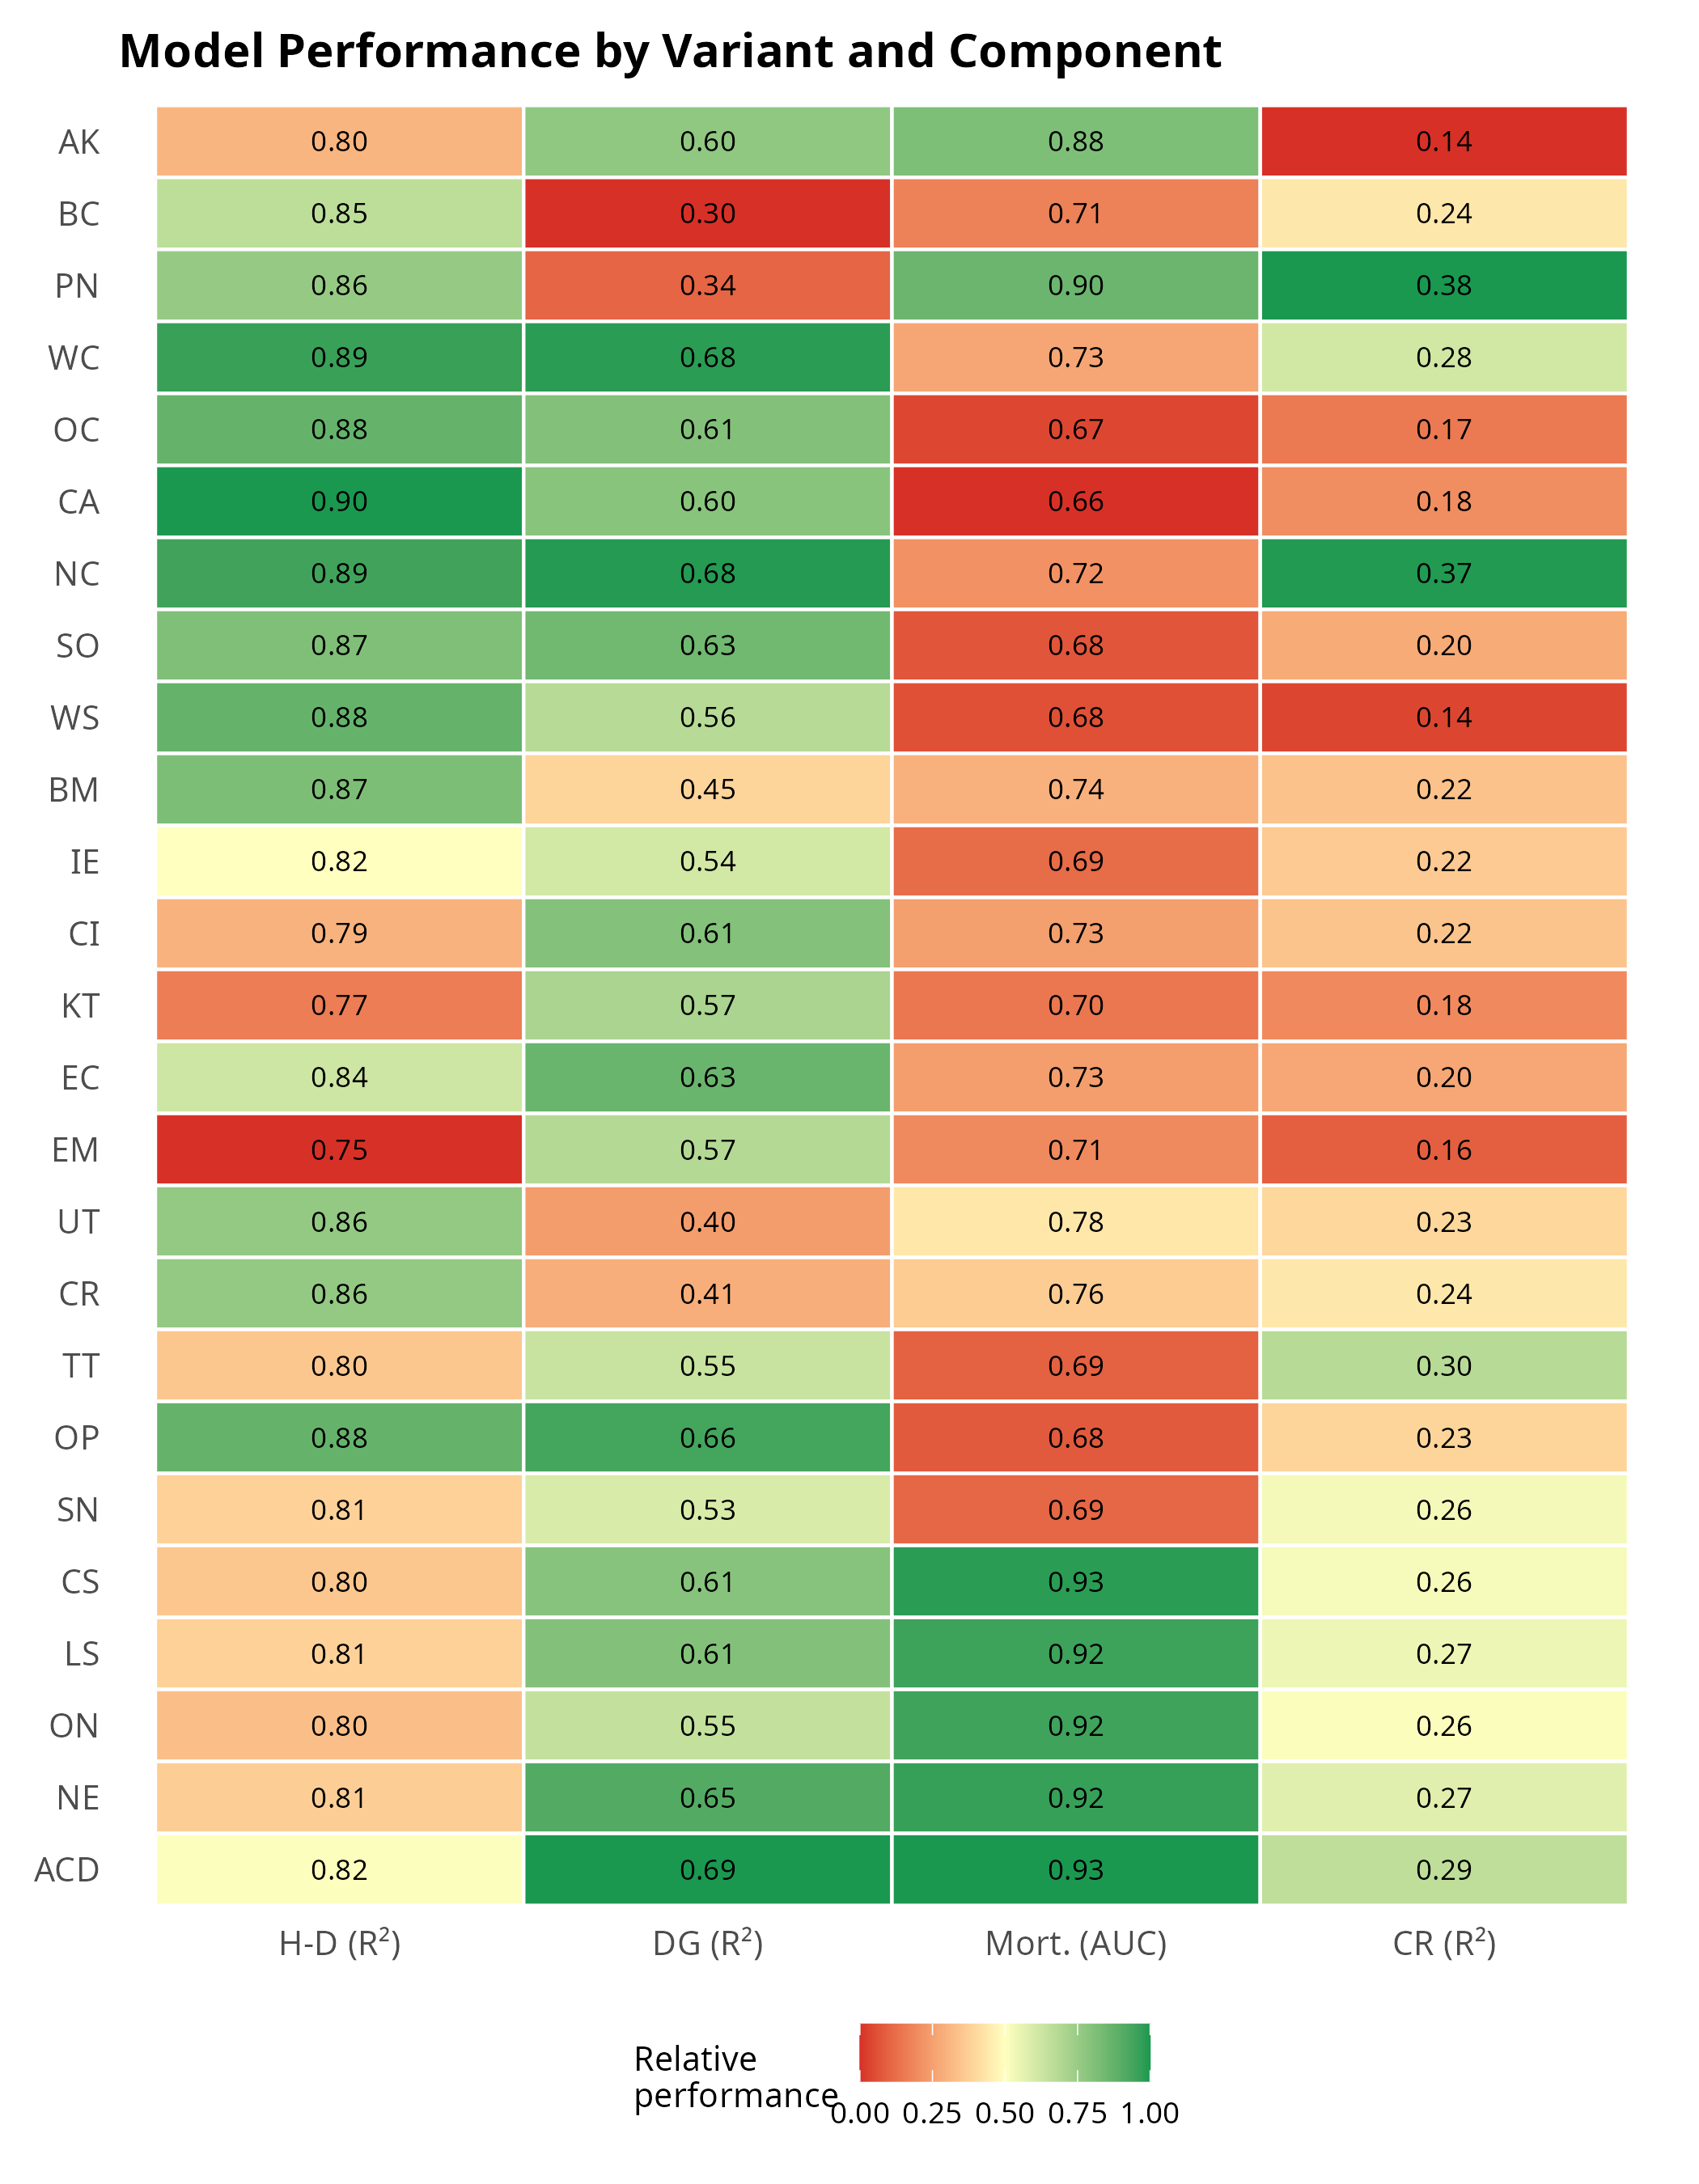 Model Performance by Variant and Component
AK 0.80 0.60 0.88 0.14
BC 0.85 0.30 0.71 0.24
PN 0.86 0.34 0.90 0.38
WC 0.89 0.68 0.73 0.28
OC 0.88 0.61 0.67 0.17
CA 0.90 0.60 0.66 0.18
NC 0.89 0.68 0.72 0.37
SO 0.87 0.63 0.68 0.20
WS 0.88 0.56 0.68 0.14
BM 0.87 0.45 0.74 0.22
IE 0.82 0.54 0.69 0.22
CI 0.79 0.61 0.73 0.22
KT 0.77 0.57 0.70 0.18
EC 0.84 0.63 0.73 0.20
EM 0.75 0.57 0.71 0.16
UT 0.86 0.40 0.78 0.23
CR 0.86 0.41 0.76 0.24
TT 0.80 0.55 0.69 0.30
OP 0.88 0.66 0.68 0.23
SN 0.81 0.53 0.69 0.26
CS 0.80 0.61 0.93 0.26
LS 0.81 0.61 0.92 0.27
ON 0.80 0.55 0.92 0.26
NE 0.81 0.65 0.92 0.27
ACD 0.82 0.69 0.93 0.29
H-D (R²) DG (R²) Mort. (AUC) CR (R²)
Relative
performance
0.00 0.25 0.50 0.75 1.00